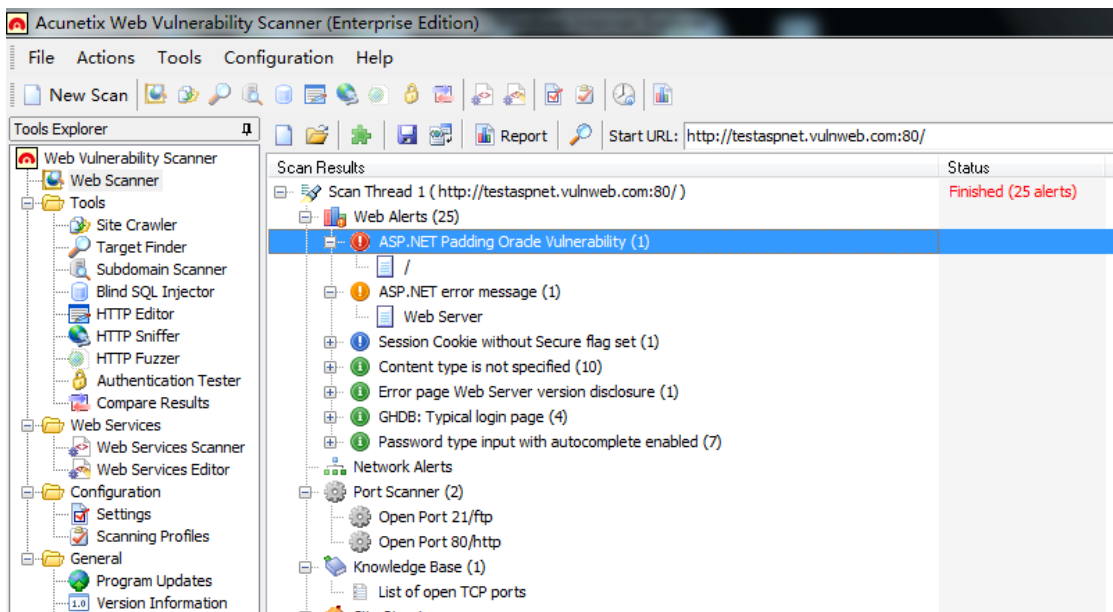 Acunetix Web Vulnerability Scanner (Enterprise Edition)
File Actions Tools Configuration Help
New Scan
Tools Explorer
Report
Start URL: http://testaspnet.vulnweb.com:80/
Web Vulnerability Scanner
Web Scanner
Tools
Site Crawler
Target Finder
Subdomain Scanner
Blind SQL Injector
HTTP Editor
HTTP Sniffer
HTTP Fuzzer
Authentication Tester
Compare Results
Web Services
Web Services Scanner
Web Services Editor
Configuration
Settings
Scanning Profiles
General
Program Updates
1.0 Version Information
Scan Results Status
Scan Thread 1 ( http://testaspnet.vulnweb.com:80/ ) Finished (25 alerts)
Web Alerts (25)
ASP.NET Padding Oracle Vulnerability (1)
/
ASP.NET error message (1)
Web Server
Session Cookie without Secure flag set (1)
Content type is not specified (10)
Error page Web Server version disclosure (1)
GHDB: Typical login page (4)
Password type input with autocomplete enabled (7)
Network Alerts
Port Scanner (2)
Open Port 21/ftp
Open Port 80/http
Knowledge Base (1)
List of open TCP ports